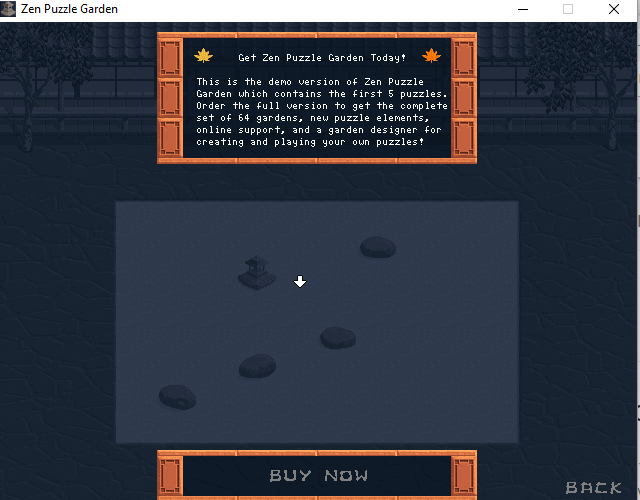 Zen Puzzle Garden
Get Zen Puzzle Garden Today!
This is the demo version of Zen Puzzle
Garden which contains the first 5 puzzles.
Order the full version to get the complete
set of 64 gardens, new puzzle elements,
online support, and a garden designer for
creating and playing your own puzzles!
BUY NOW
BACK